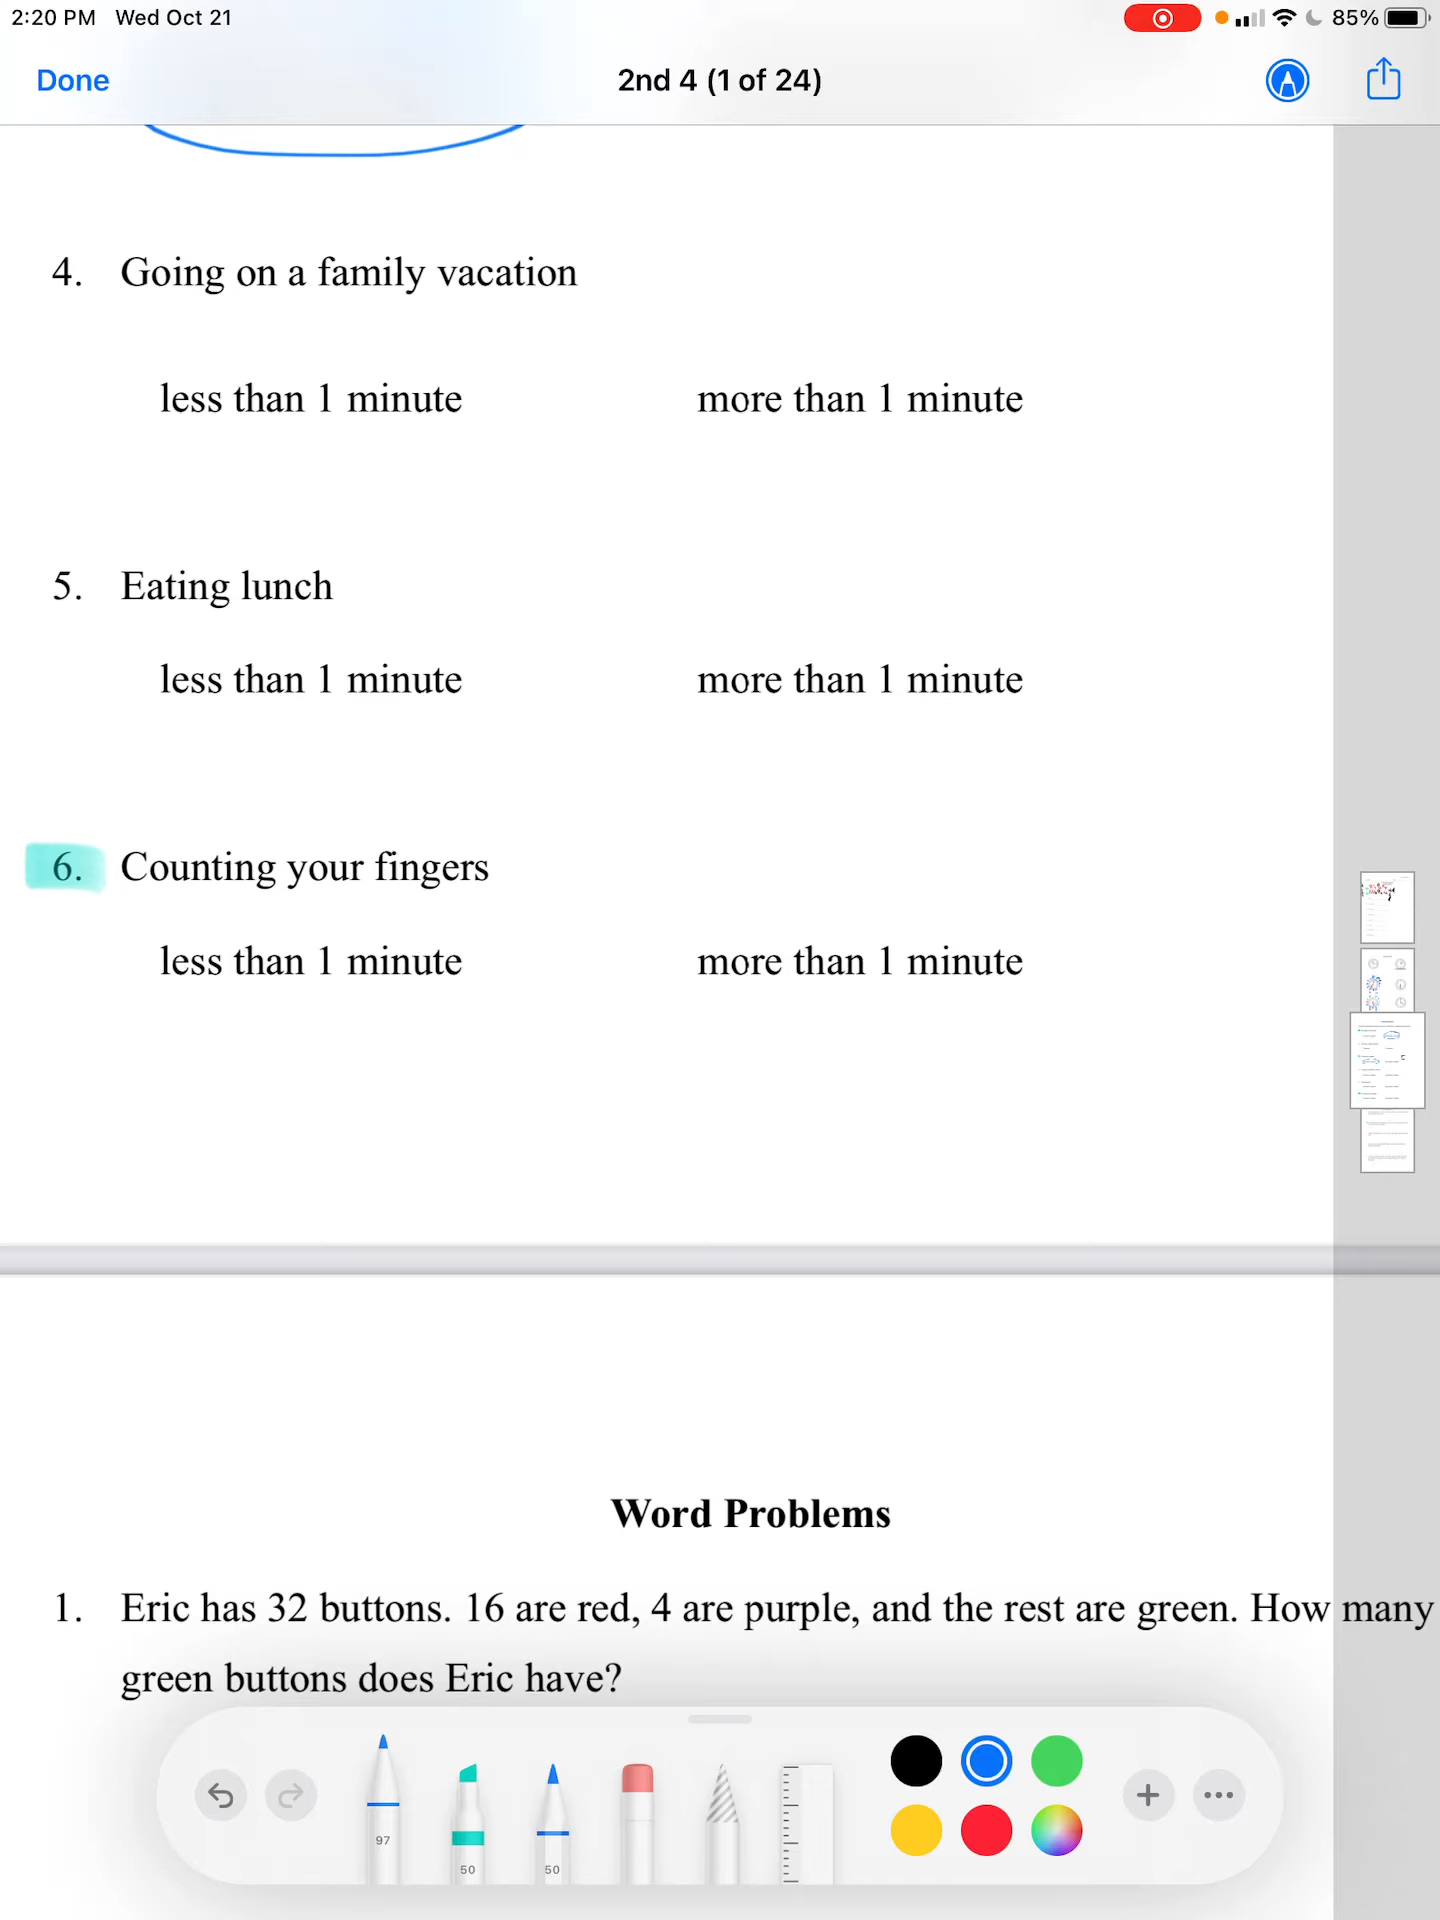 2:20 PM Wed Oct 21
85%
Done
2nd 4 (1 of 24)
4. Going on a family vacation
less than 1 minute more than 1 minute
5. Eating lunch
less than 1 minute more than 1 minute
6. Counting your fingers
less than 1 minute more than 1 minute
Word Problems
1. Eric has 32 buttons. 16 are red, 4 are purple, and the rest are green. How many
green buttons does Eric have?
97
50
50